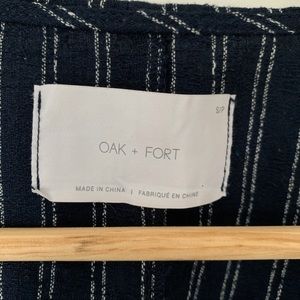 S/P
OAK + FORT
MADE IN CHINA | FABRIQUÉ EN CHINE